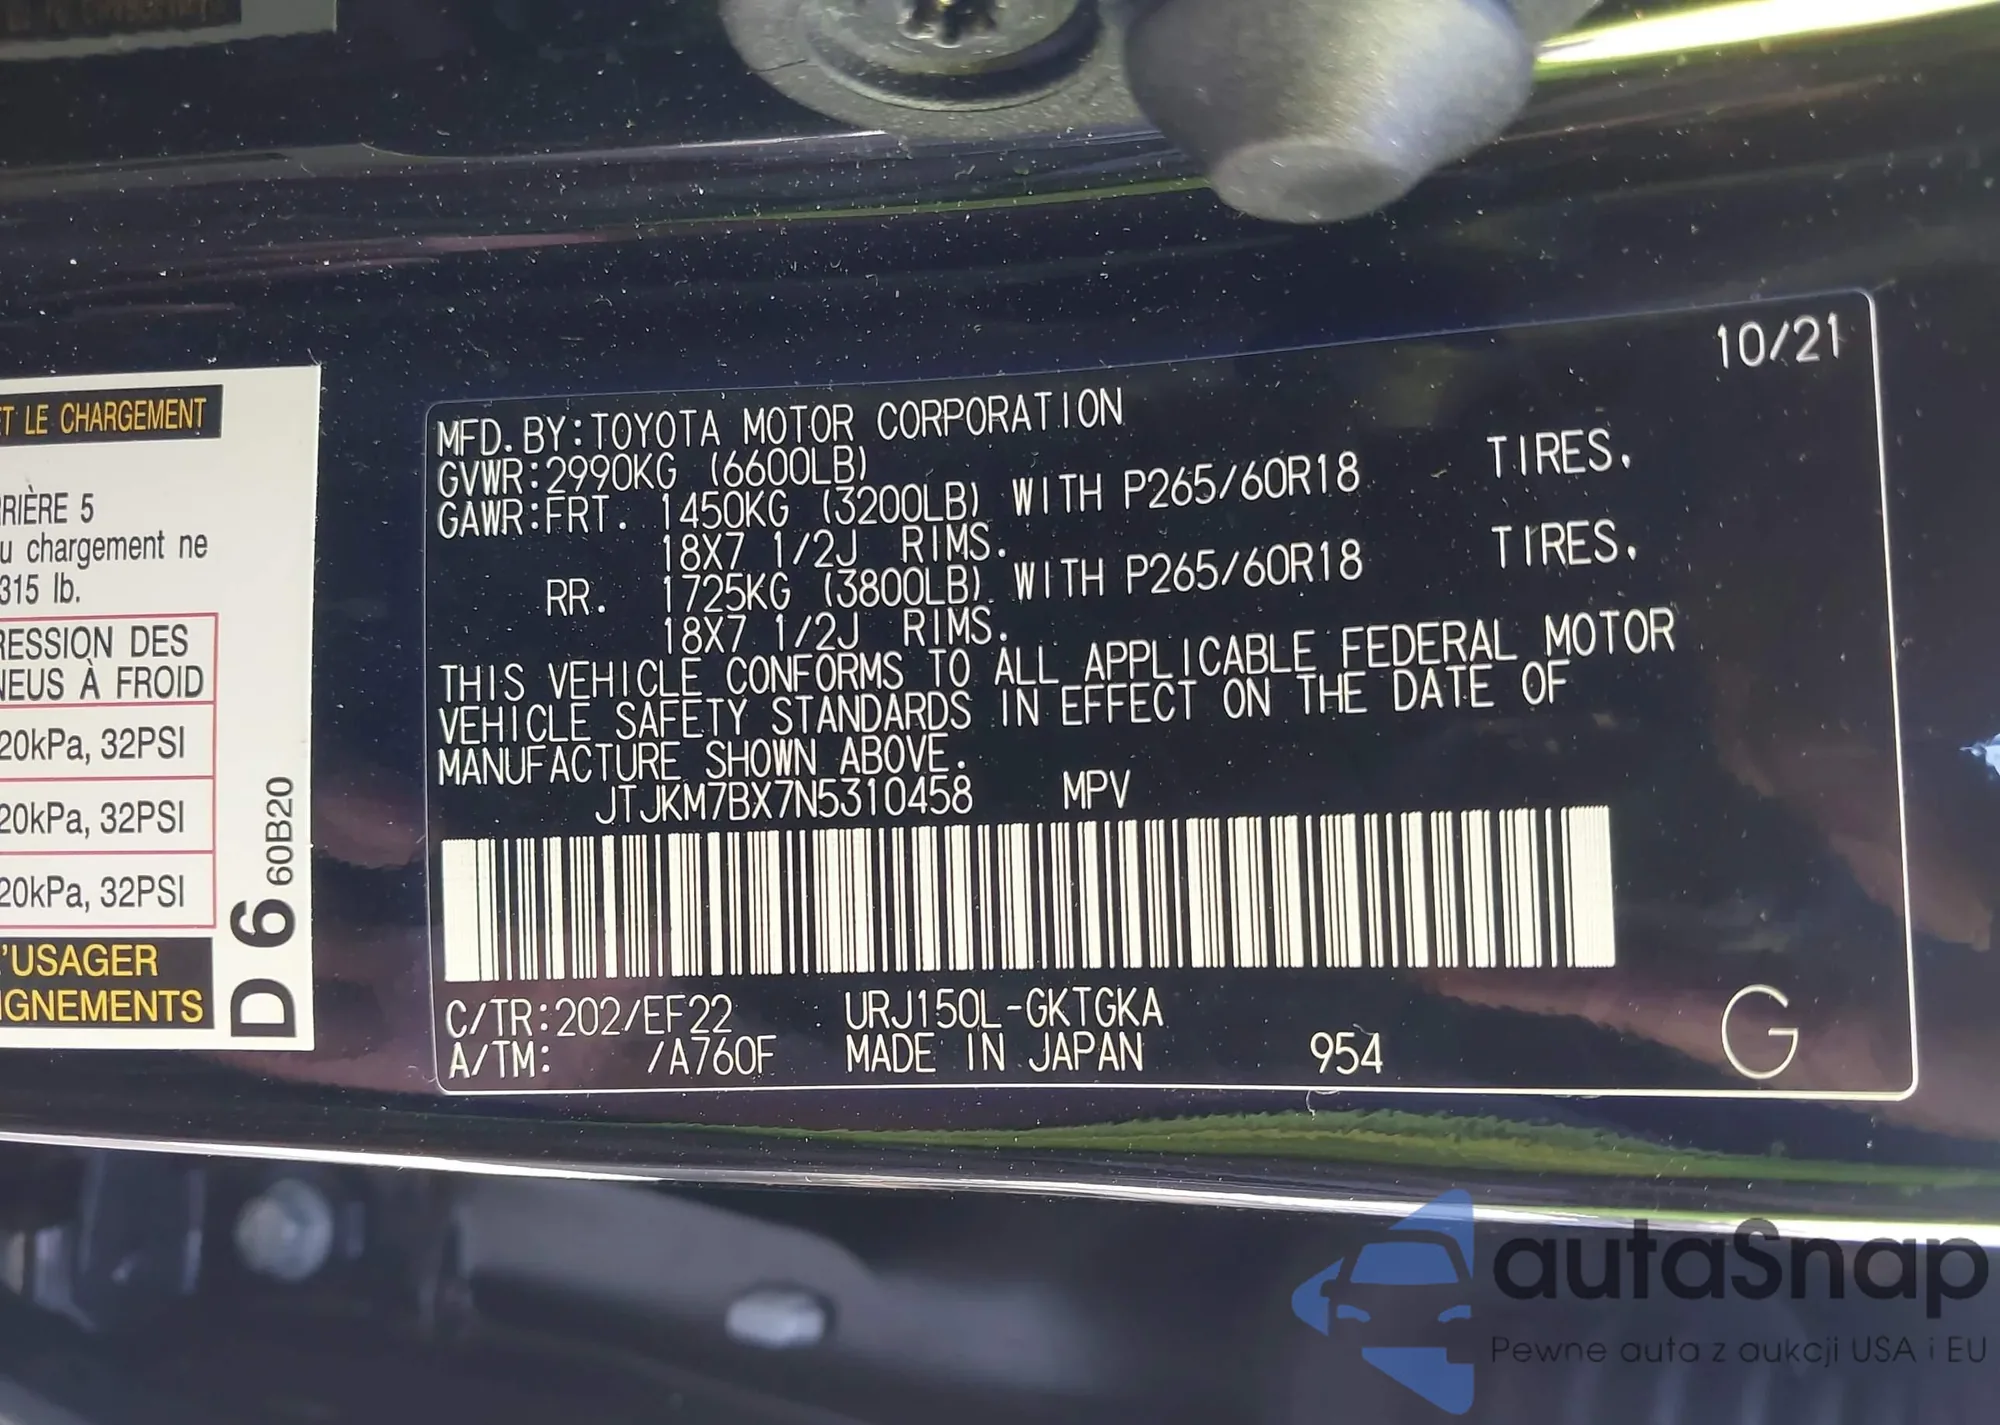 ET LE CHARGEMENT
RIÈRE 5
u chargement ne
315 lb.
RESSION DES
NEUS À FROID
20kPa, 32PSI
20kPa, 32PSI
20kPa, 32PSI
'USAGER
IGNEMENTS
D 6 60B20
10/21
MFD. BY:TOYOTA MOTOR CORPORATION
GVWR:2990KG (6600LB)
GAWR:FRT. 1450KG (3200LB) WITH P265/60R18 TIRES.
18X7 1/2J RIMS.
RR. 1725KG (3800LB) WITH P265/60R18 TIRES.
18X7 1/2J RIMS.
THIS VEHICLE CONFORMS TO ALL APPLICABLE FEDERAL MOTOR
VEHICLE SAFETY STANDARDS IN EFFECT ON THE DATE OF
MANUFACTURE SHOWN ABOVE.
JTJKM7BX7N5310458 MPV
C/TR:202/EF22 URJ150L-GKTGKA
A/TM: /A760F MADE IN JAPAN 954 G
autaSnap
Pewne auta z aukcji USA i EU